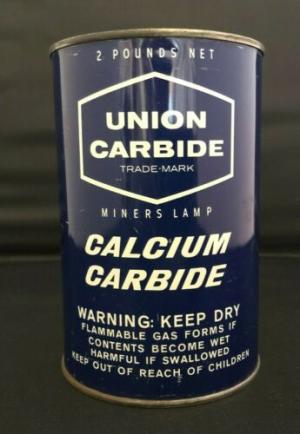 2 POUNDS NET
UNION
CARBIDE
TRADE-MARK
MINERS LAMP
CALCIUM
CARBIDE
WARNING: KEEP DRY
FLAMMABLE GAS FORMS IF
CONTENTS BECOME WET
HARMFUL IF SWALLOWED
KEEP OUT OF REACH OF CHILDREN